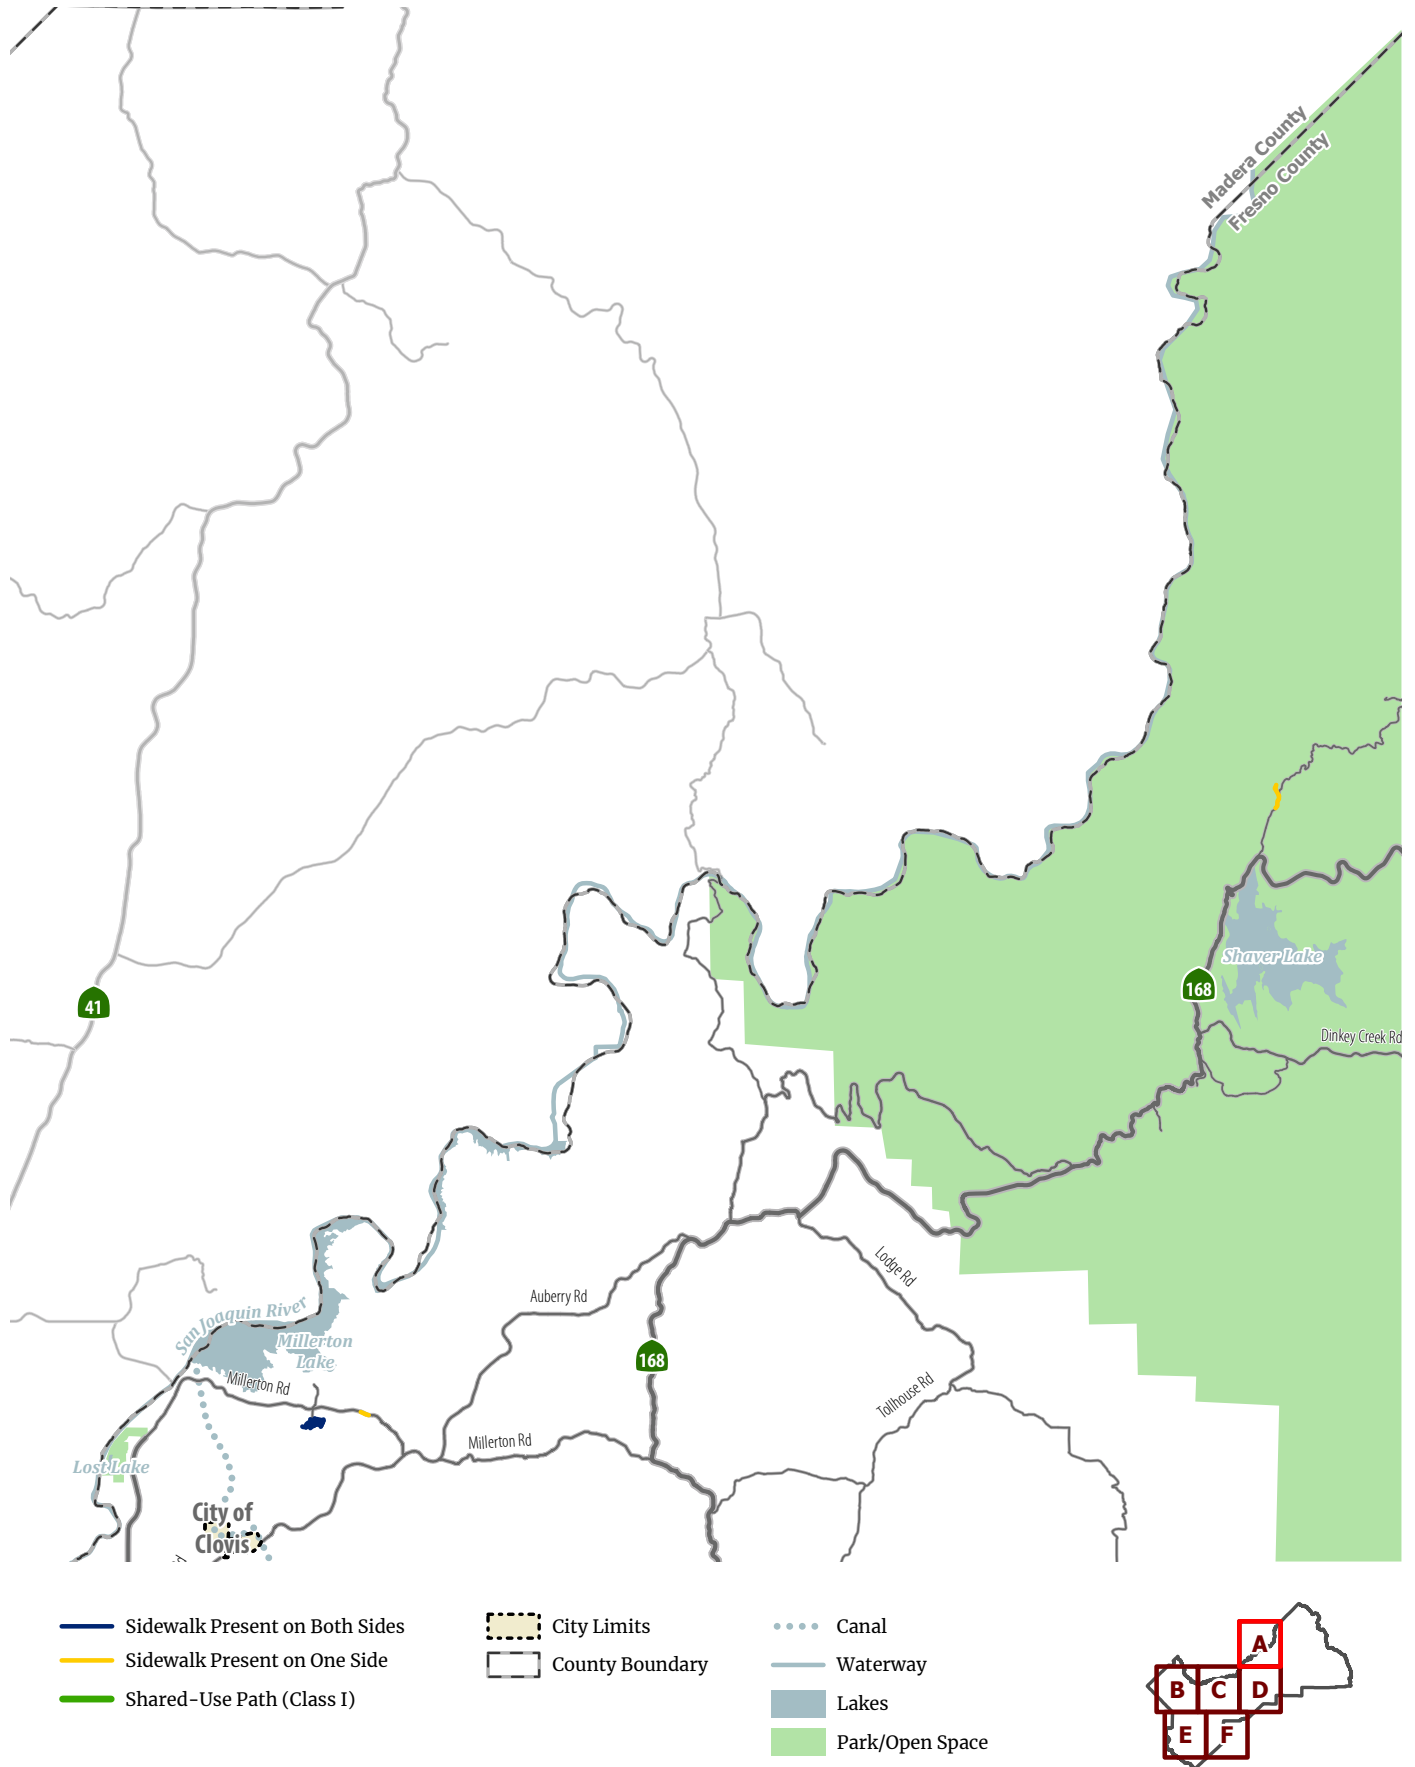 Madera County
Fresno County
41
Shaver Lake
168
Dinkey Creek Rd
Lodge Rd
Auberry Rd
San Joaquin River
Millerton
Lake
168
Millerton Rd
Tollhouse Rd
Millerton Rd
Lost Lake
City of
Clovis
Sidewalk Present on Both Sides
Sidewalk Present on One Side
Shared-Use Path (Class I)
City Limits
County Boundary
Canal
Waterway
Lakes
Park/Open Space
A
B
C
D
E
F